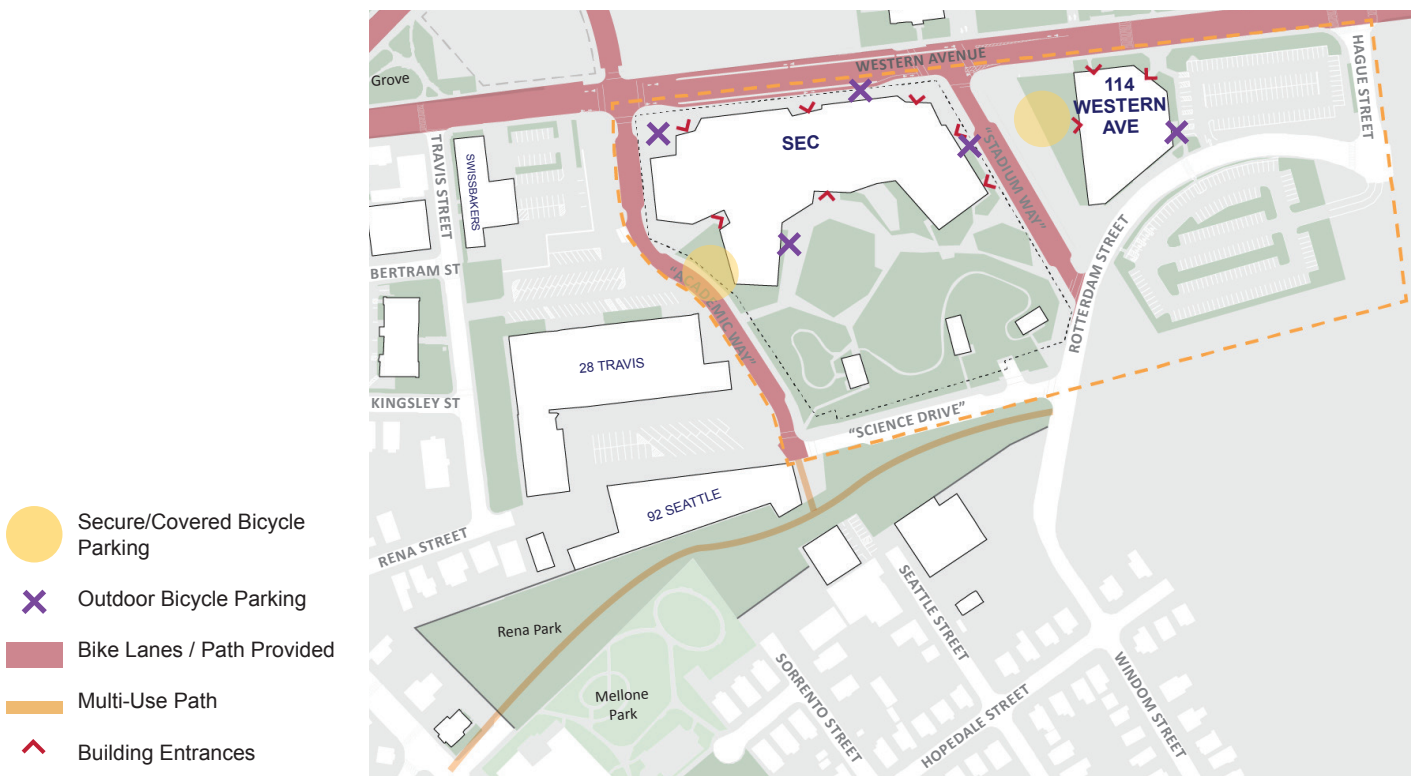 Secure/Covered Bicycle
Parking
Outdoor Bicycle Parking
Bike Lanes / Path Provided
Multi-Use Path
Building Entrances
Grove
WESTERN AVENUE
HAGUE STREET
114
WESTERN
AVE
SEC
TRAVIS STREET
SWISSBAKERS
"STADIUM WAY"
BERTRAM ST
"ACADEMIC WAY"
ROTTERDAM STREET
28 TRAVIS
KINGSLEY ST
"SCIENCE DRIVE"
92 SEATTLE
RENA STREET
SEATTLE STREET
Rena Park
SORRENTO STREET
WINDOM STREET
Mellone
Park
HOPEDALE STREET